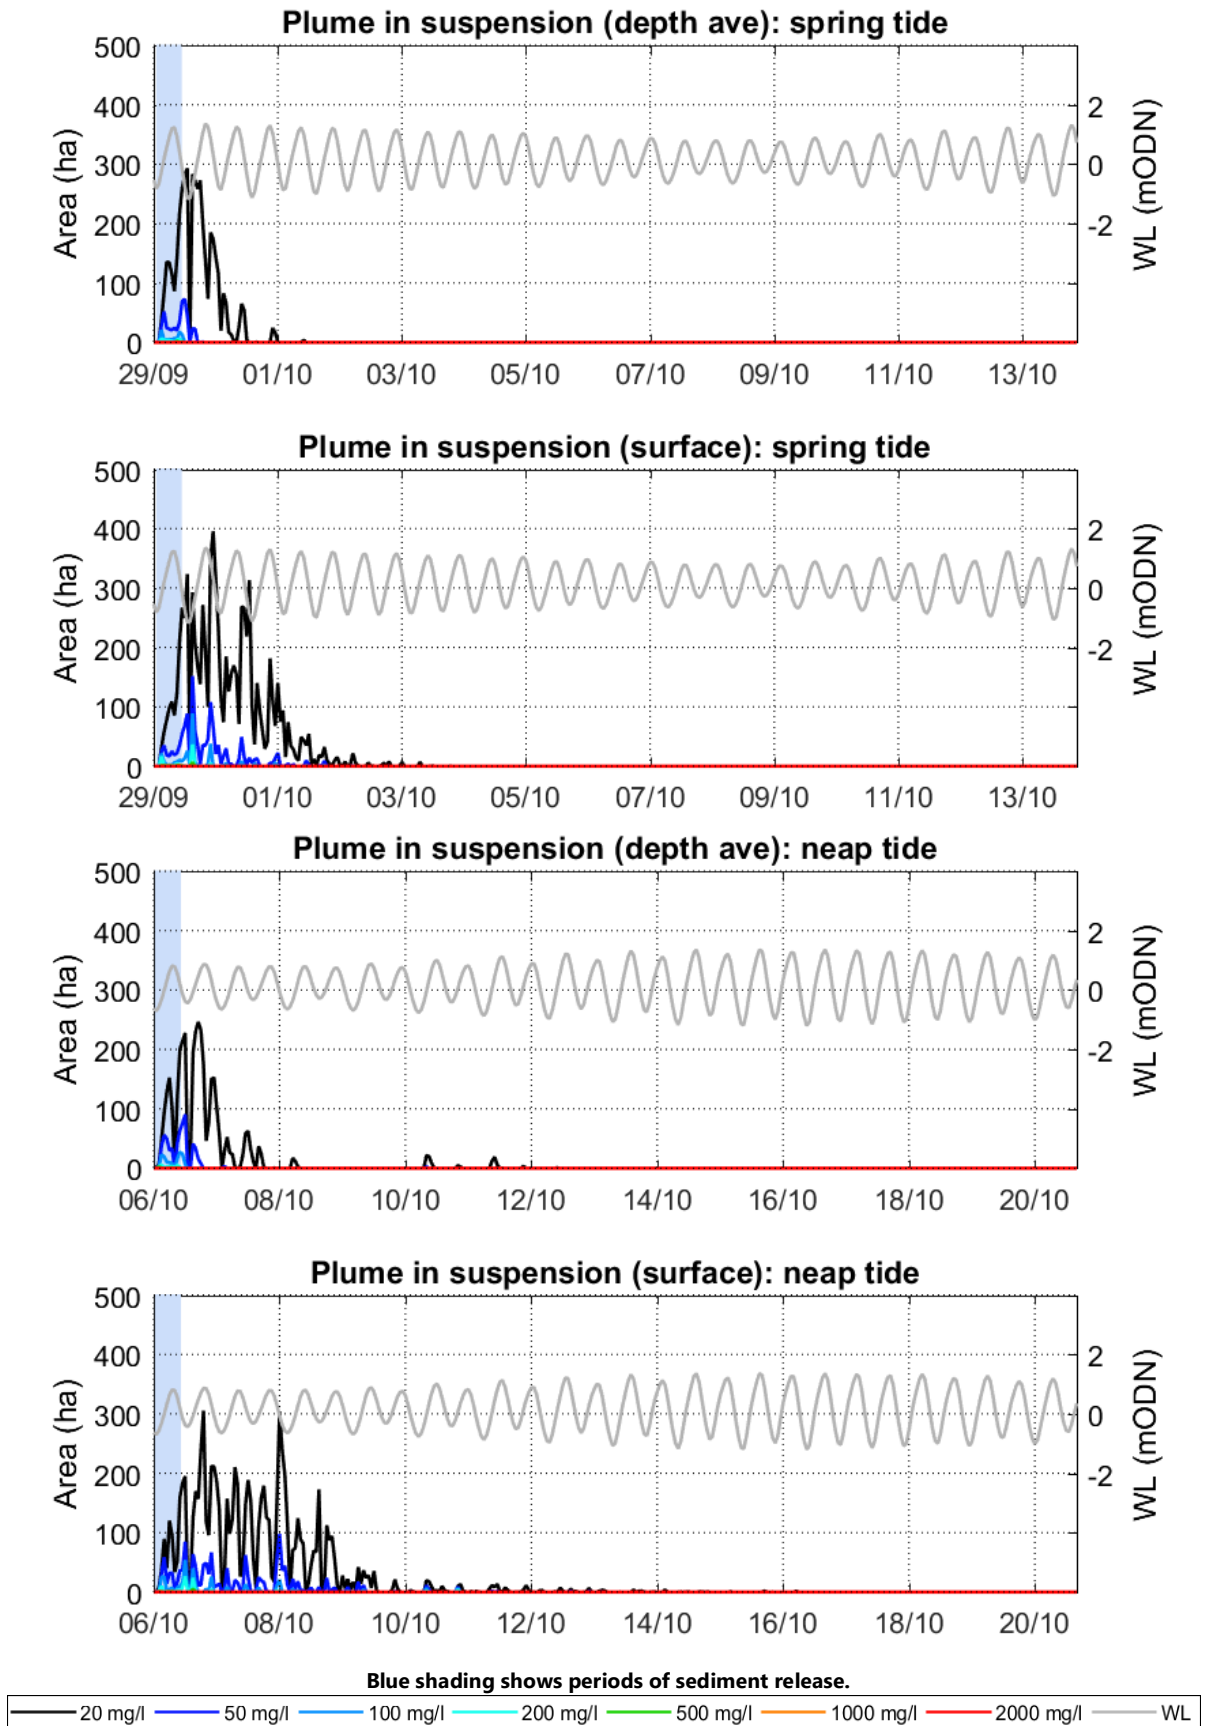 Plume in suspension (depth ave): spring tide
500
400
300
200
100
0
Area (ha)
2
0
-2
WL (mODN)
29/09 01/10 03/10 05/10 07/10 09/10 11/10 13/10
Plume in suspension (surface): spring tide
500
400
300
200
100
0
Area (ha)
2
0
-2
WL (mODN)
29/09 01/10 03/10 05/10 07/10 09/10 11/10 13/10
Plume in suspension (depth ave): neap tide
500
400
300
200
100
0
Area (ha)
2
0
-2
WL (mODN)
06/10 08/10 10/10 12/10 14/10 16/10 18/10 20/10
Plume in suspension (surface): neap tide
500
400
300
200
100
0
Area (ha)
2
0
-2
WL (mODN)
06/10 08/10 10/10 12/10 14/10 16/10 18/10 20/10
Blue shading shows periods of sediment release.
20 mg/l 50 mg/l 100 mg/l 200 mg/l 500 mg/l 1000 mg/l 2000 mg/l WL